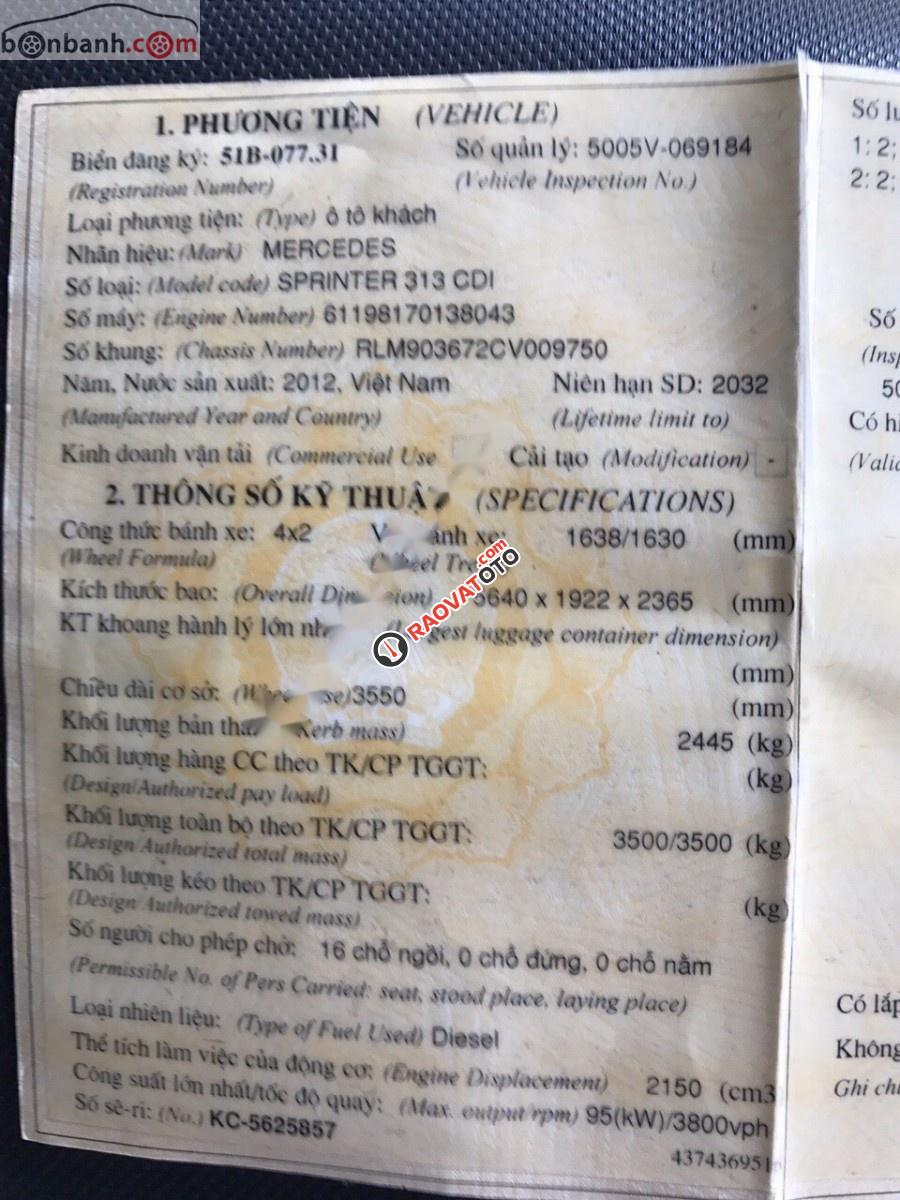 bonbanh.com
1. PHƯƠNG TIỆN (VEHICLE)
Biển đăng ký: 51B-077.31 Số quản lý: 5005V-069184
(Registration Number) (Vehicle Inspection No.)
Loại phương tiện: (Type) ô tô khách
Nhãn hiệu: (Mark) MERCEDES
Số loại: (Model code) SPRINTER 313 CDI
Số máy: (Engine Number) 61198170138043
Số khung: (Chassis Number) RLM903672CV009750
Năm, Nước sản xuất: 2012, Việt Nam Niên hạn SD: 2032
(Manufactured Year and Country) (Lifetime limit to)
Kinh doanh vận tải (Commercial Use Cải tạo (Modification) -
2. THÔNG SỐ KỸ THUẬ (SPECIFICATIONS)
Công thức bánh xe: 4x2 ánh xe: 1638/1630 (mm)
(Wheel Formula)
Kích thước bao: (Overall 5640 x 1922 x 2365 (mm)
KT khoang hành lý lớn luggage container dimension)
(mm)
Chiều dài cơ sở: 3550 (mm)
Khối lượng bản Kerb mass) 2445 (kg)
Khối lượng hàng CC theo TK/CP TGGT: (kg)
(Design/Authorized pay load)
Khối lượng toàn bộ theo TK/CP TGGT: 3500/3500 (kg)
(Design/Authorized total mass)
Khối lượng kéo theo TK/CP TGGT: (kg)
(Design/Authorized towed mass)
Số người cho phép chở: 16 chỗ ngồi, 0 chỗ đứng, 0 chỗ nằm
(Permissible No. of Pers Carried: seat, stood place, laying place)
Loại nhiên liệu: (Type of Fuel Used) Diesel
Thể tích làm việc của động cơ: (Engine Displacement) 2150 (cm3
Công suất lớn nhất/tốc độ quay: (Max. output/rpm) 95(kW)/3800vph
Số sê-ri: (No.) KC-5625857
RAOVATOTO.com
Số
1: 2;
2: 2;
Số
(Insp
50
Có
(Valid
Có lắp
Không
Ghi